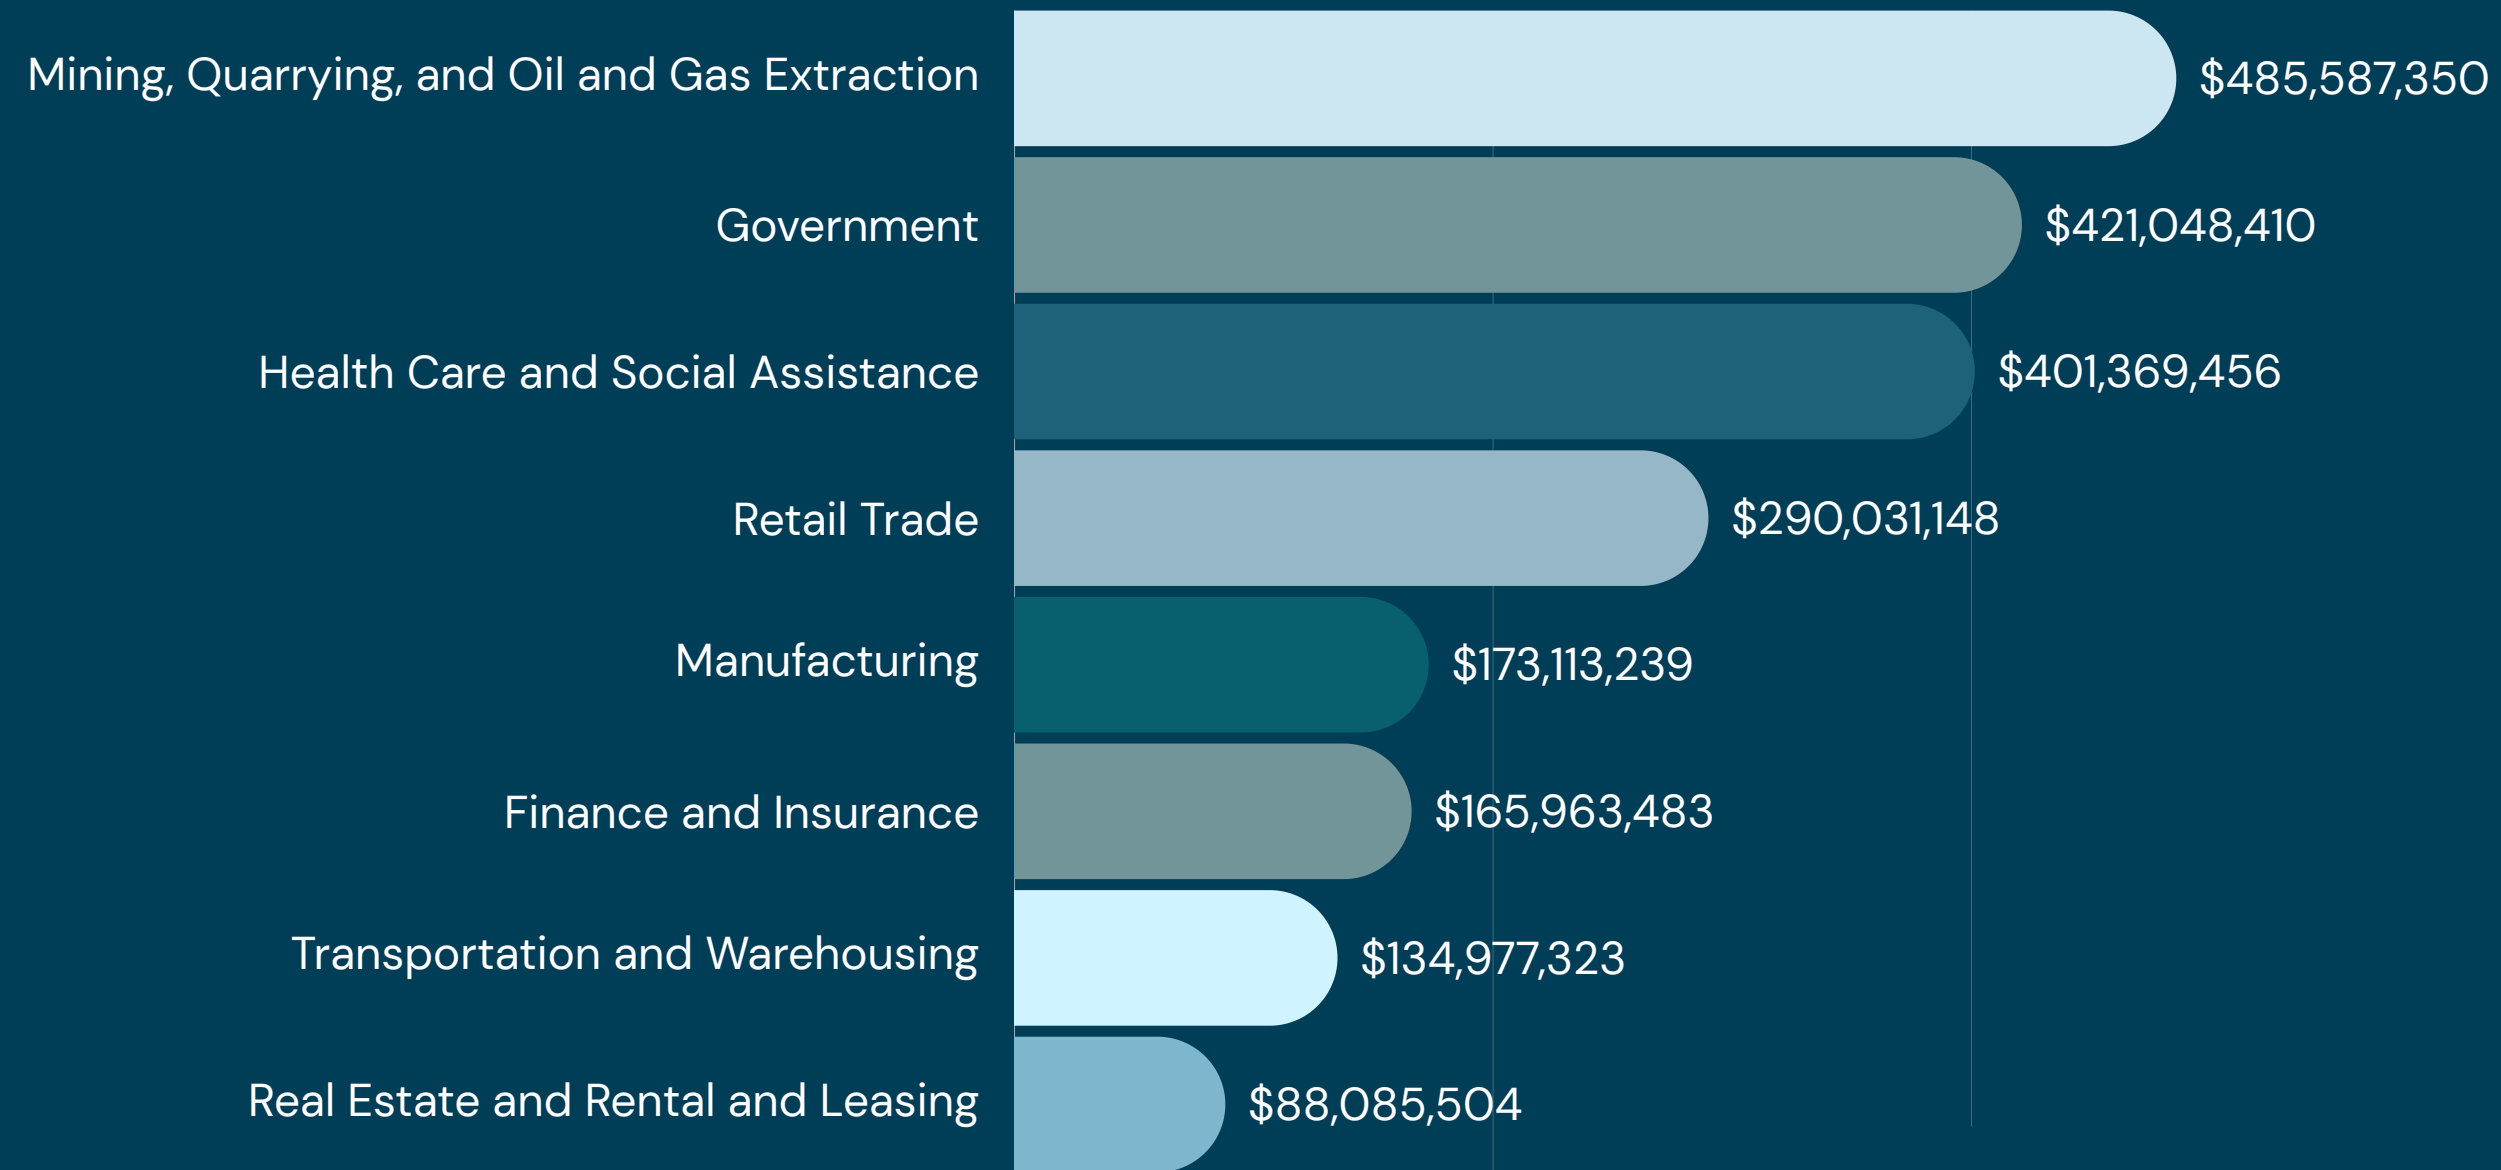 Mining, Quarrying, and Oil and Gas Extraction $485,587,350
Government $421,048,410
Health Care and Social Assistance $401,369,456
Retail Trade $290,031,148
Manufacturing $173,113,239
Finance and Insurance $165,963,483
Transportation and Warehousing $134,977,323
Real Estate and Rental and Leasing $88,085,504